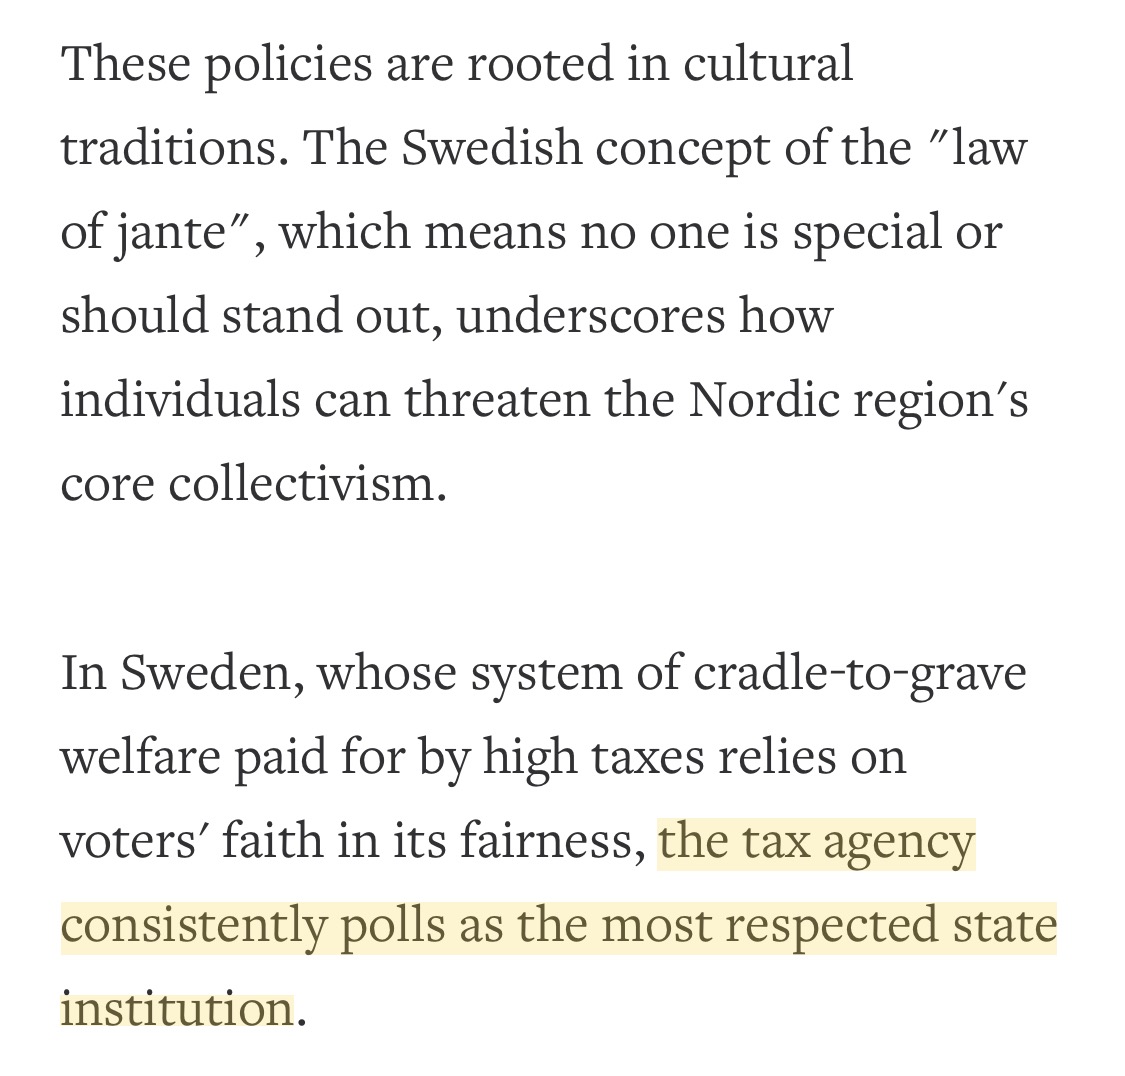 These policies are rooted in cultural
traditions. The Swedish concept of the "law
of jante", which means no one is special or
should stand out, underscores how
individuals can threaten the Nordic region's
core collectivism.
In Sweden, whose system of cradle-to-grave
welfare paid for by high taxes relies on
voters' faith in its fairness, the tax agency
consistently polls as the most respected state
institution.